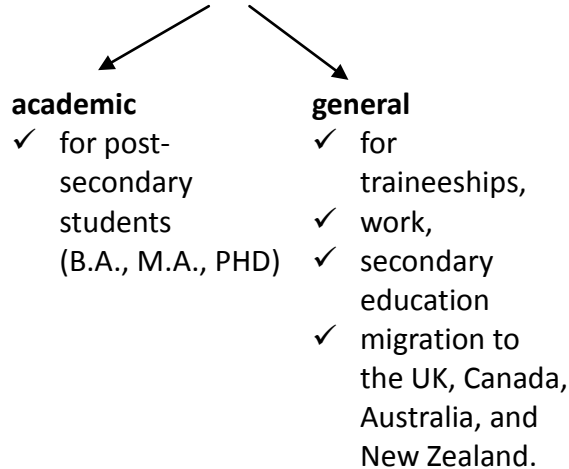 academic
✓ for post-
secondary
students
(B.A., M.A., PHD)
general
✓ for
traineeships,
✓ work,
✓ secondary
education
✓ migration to
the UK, Canada,
Australia, and
New Zealand.